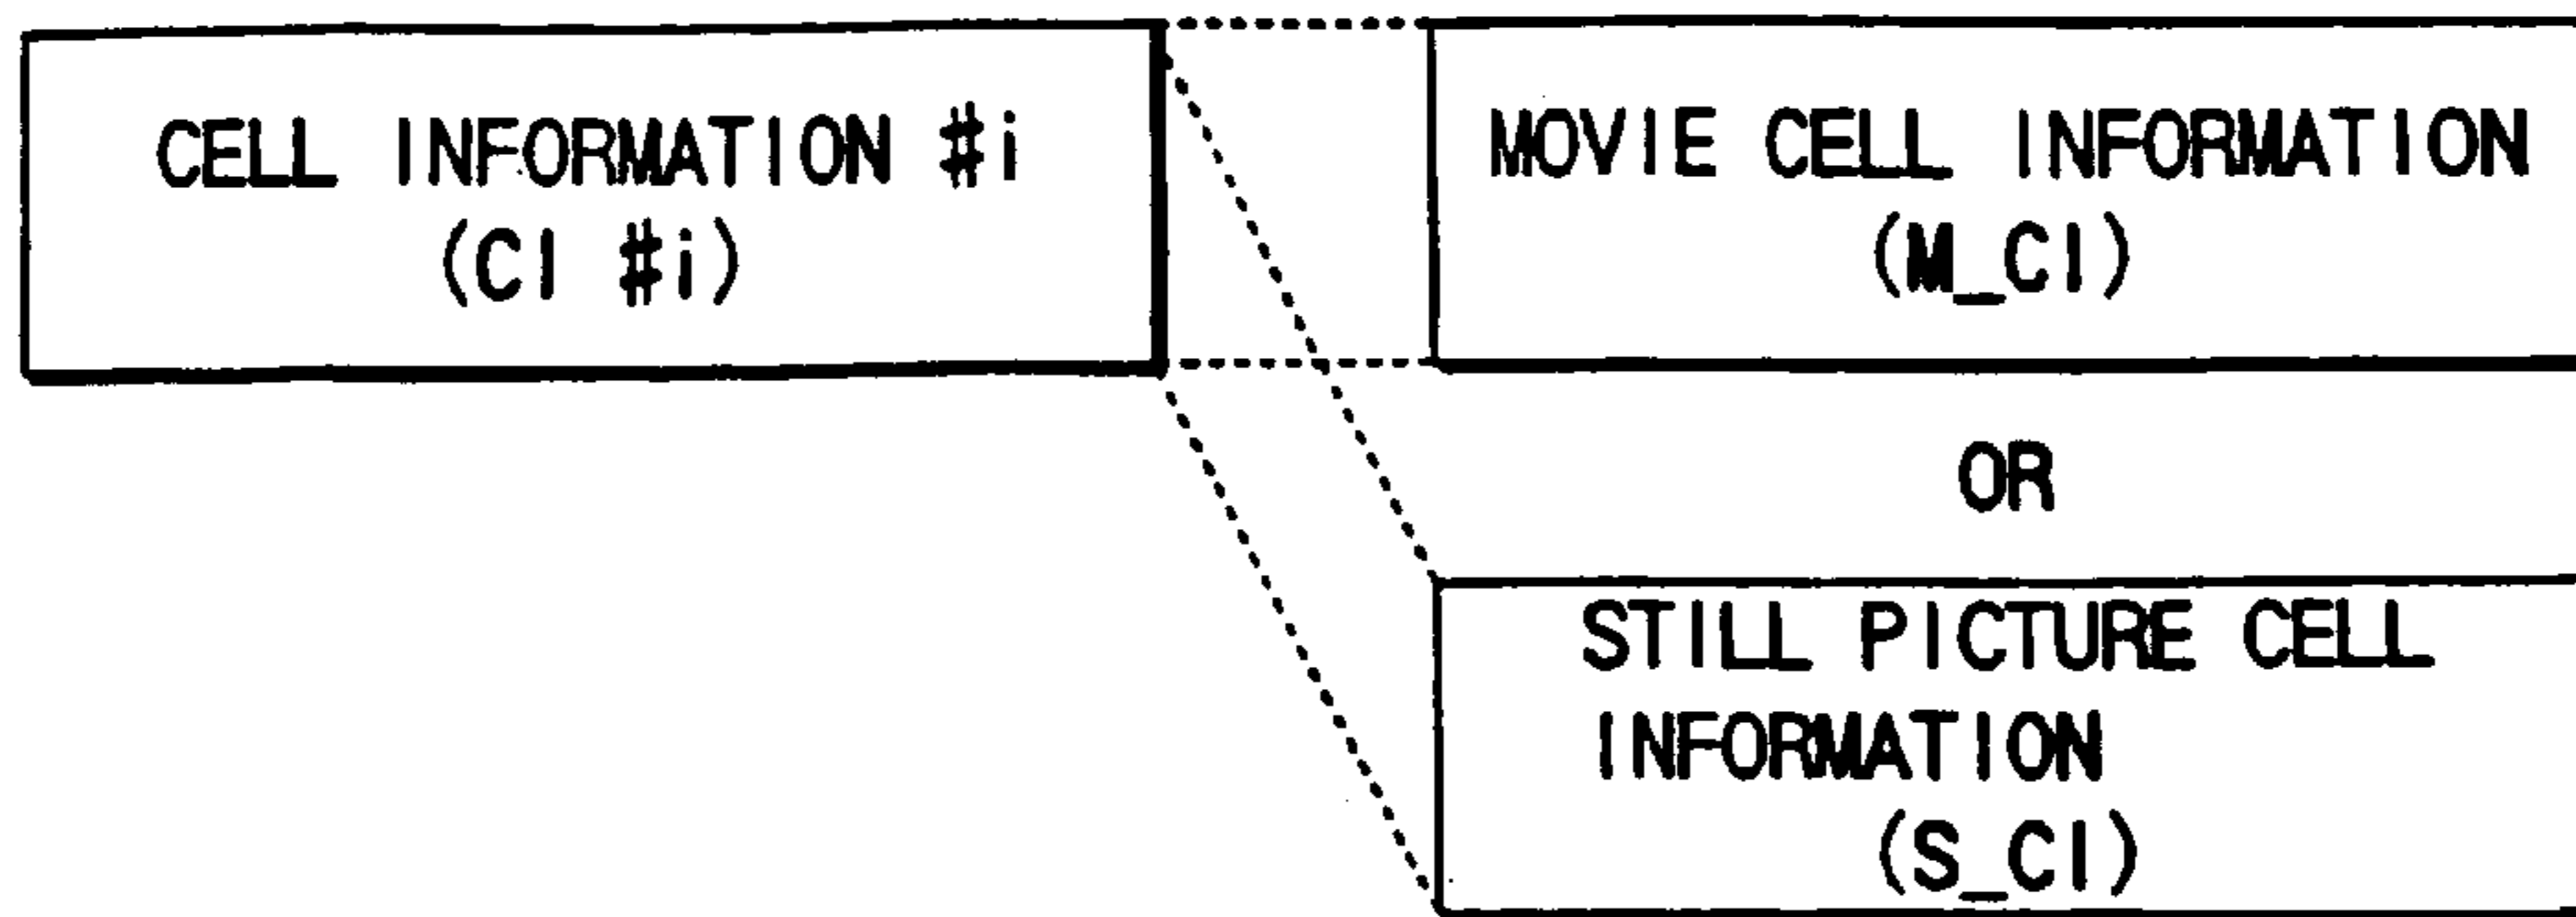 CELL INFORMATION #i
(CI #i)
MOVIE CELL INFORMATION
(M_CI)
OR
STILL PICTURE CELL
INFORMATION
(S_CI)